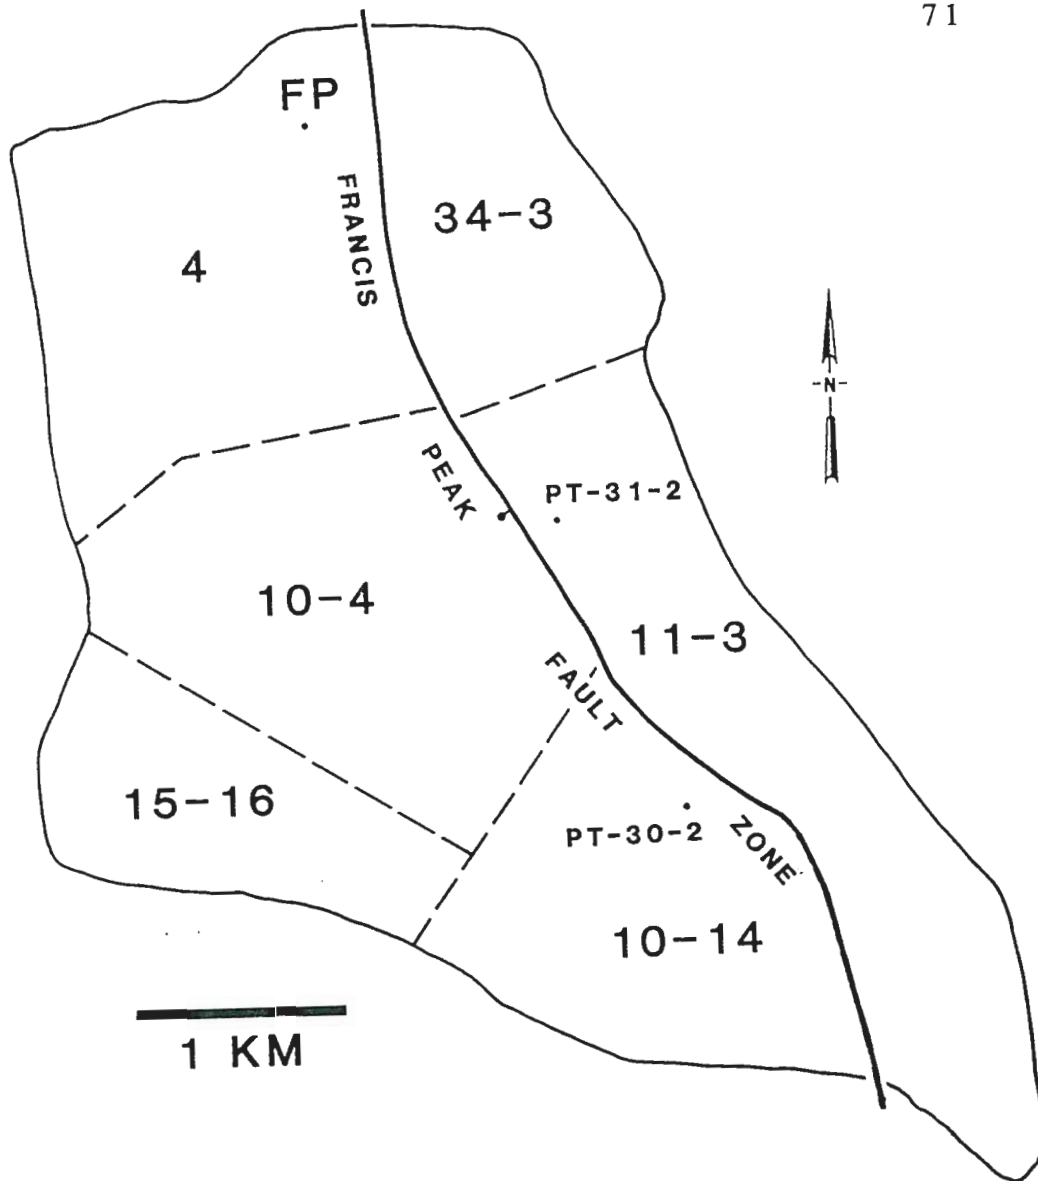 71
FP
FRANCIS
34-3
4
-N-
PEAK
PT-31-2
10-4
11-3
FAULT
15-16
PT-30-2
ZONE
10-14
1 KM